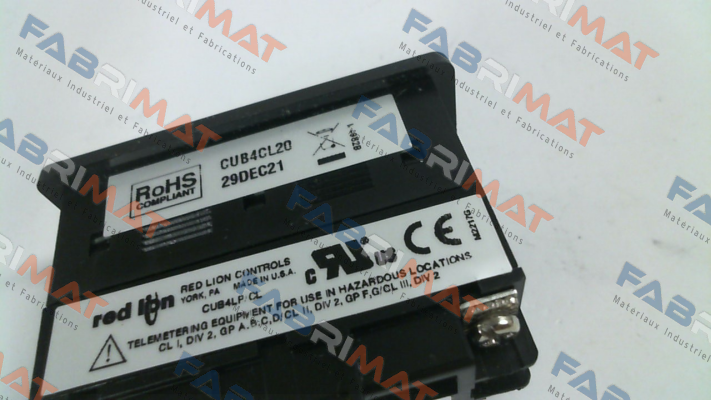 FABRIMAT
Matériaux Industriel et Fabrications
RoHS
COMPLIANT
CUB4CL20
29DEC21
red lion
RED LION CONTROLS
YORK, PA MADE IN U.S.A.
CUB4LP/CL
C US
CE
TELEMETERING EQUIPMENT FOR USE IN HAZARDOUS LOCATIONS
CL I, DIV 2, GP A,B,C,D/CL II, DIV 2, GP F,G/CL III, DIV 2